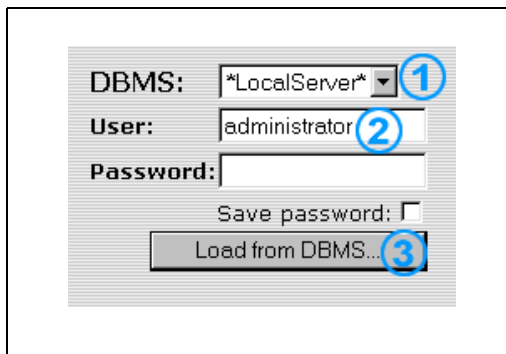 DBMS: *LocalServer* 1
User: administrator 2
Password:
Save password:
Load from DBMS... 3